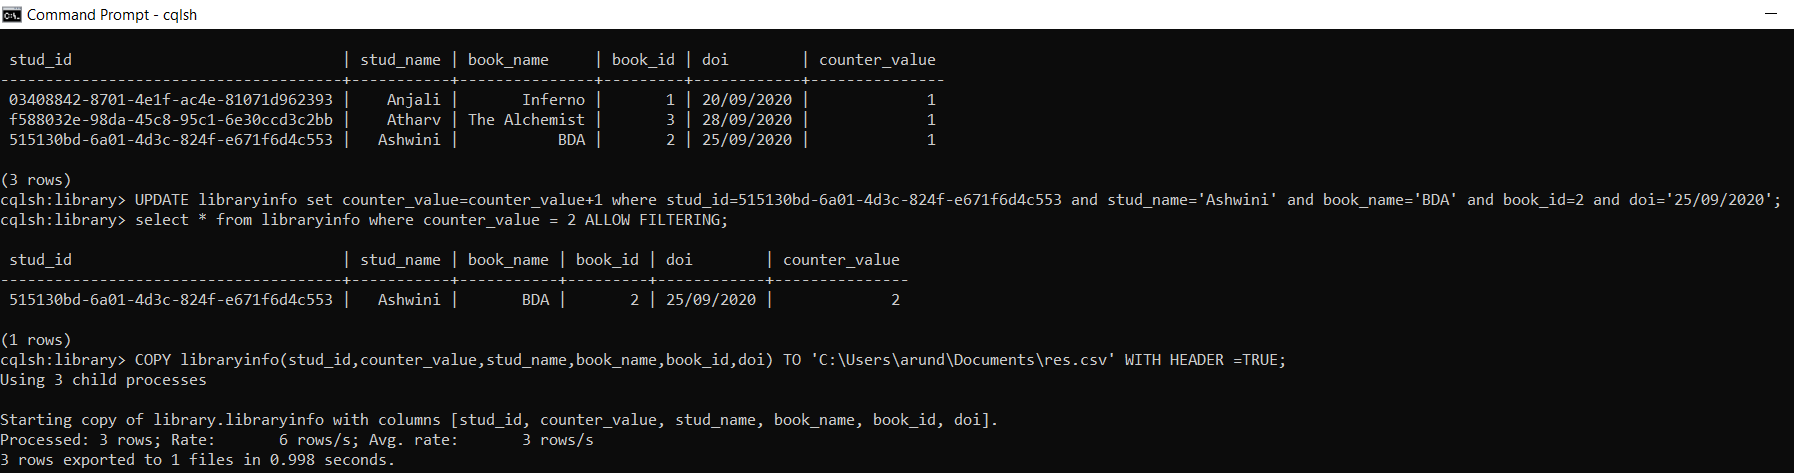 Command Prompt - cqlsh
stud_id | stud_name | book_name | book_id | doi | counter_value
--------------------------------------+-----------+---------------+---------+------------+---------------
03408842-8701-4e1f-ac4e-81071d962393 | Anjali | Inferno | 1 | 20/09/2020 | 1
f588032e-98da-45c8-95c1-6e30ccd3c2bb | Atharv | The Alchemist | 3 | 28/09/2020 | 1
515130bd-6a01-4d3c-824f-e671f6d4c553 | Ashwini | BDA | 2 | 25/09/2020 | 1
(3 rows)
cqlsh:library> UPDATE libraryinfo set counter_value=counter_value+1 where stud_id=515130bd-6a01-4d3c-824f-e671f6d4c553 and stud_name='Ashwini' and book_name='BDA' and book_id=2 and doi='25/09/2020';
cqlsh:library> select * from libraryinfo where counter_value = 2 ALLOW FILTERING;
stud_id | stud_name | book_name | book_id | doi | counter_value
--------------------------------------+-----------+-----------+---------+------------+---------------
515130bd-6a01-4d3c-824f-e671f6d4c553 | Ashwini | BDA | 2 | 25/09/2020 | 2
(1 rows)
cqlsh:library> COPY libraryinfo(stud_id,counter_value,stud_name,book_name,book_id,doi) TO 'C:\Users\arund\Documents\res.csv' WITH HEADER =TRUE;
Using 3 child processes
Starting copy of library.libraryinfo with columns [stud_id, counter_value, stud_name, book_name, book_id, doi].
Processed: 3 rows; Rate: 6 rows/s; Avg. rate: 3 rows/s
3 rows exported to 1 files in 0.998 seconds.